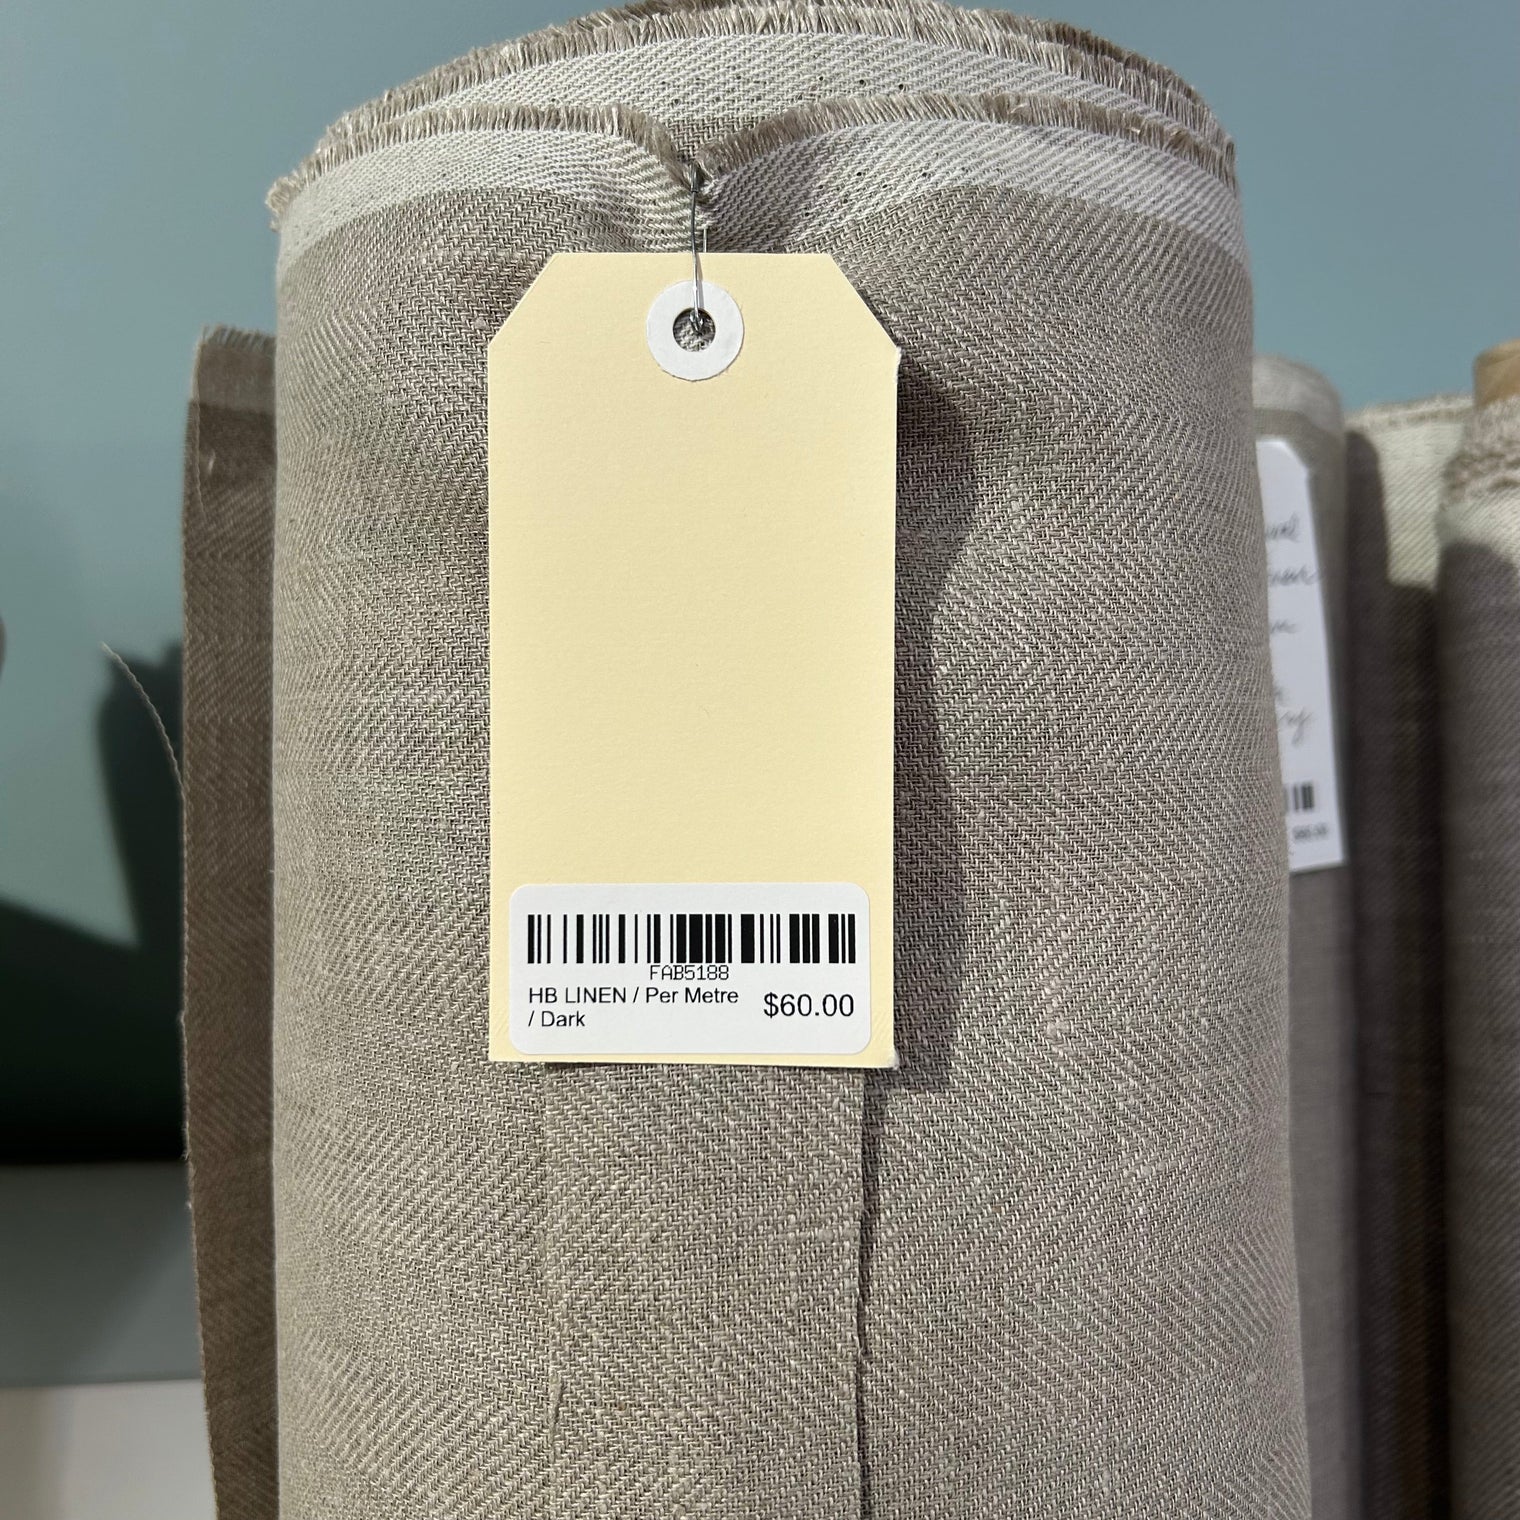 FAB5188
HB LINEN / Per Metre
/ Dark
$60.00